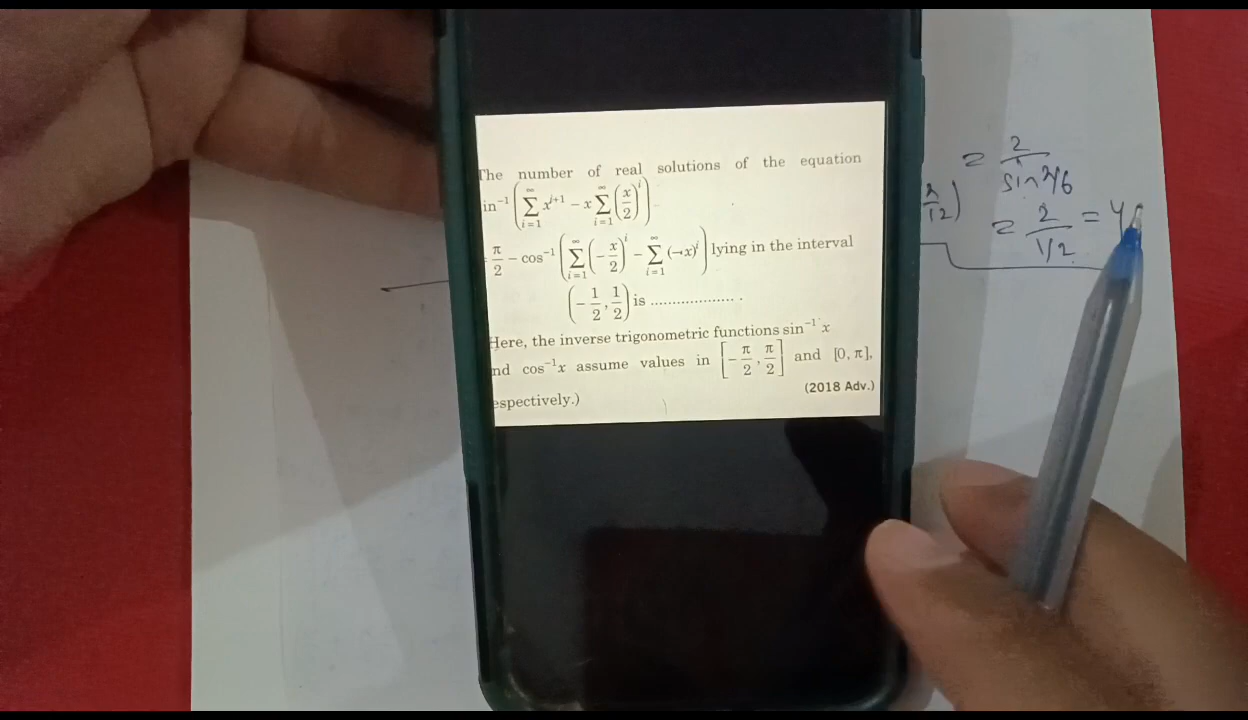 The number of real solutions of the equation
in⁻¹(∑_{i=1}^{∞} x^{i+1} − x ∑_{i=1}^{∞} (x/2)^i)
π/2 − cos⁻¹(∑_{i=1}^{∞} (−x/2)^i − ∑_{i=1}^{∞} (−x)^i) lying in the interval
(−1/2, 1/2) is ................... .
Here, the inverse trigonometric functions sin⁻¹ x
nd cos⁻¹x assume values in [−π/2, π/2] and [0, π],
espectively.)
(2018 Adv.)
= 2/sin π/6
= 2/1/2 = 4